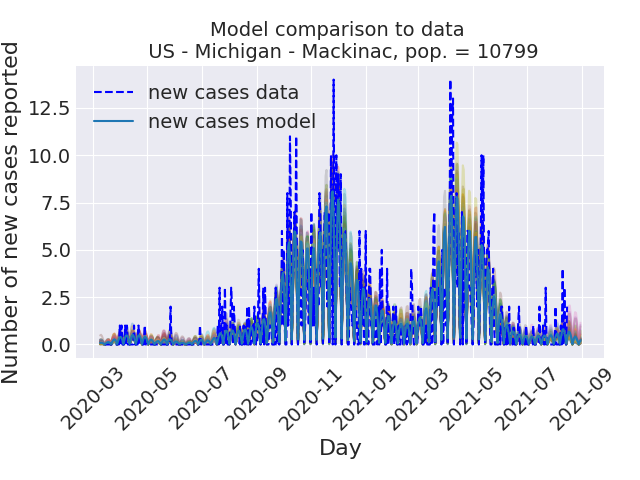 Model comparison to data
US - Michigan - Mackinac, pop. = 10799
Number of new cases reported
12.5
10.0
7.5
5.0
2.5
0.0
new cases data
new cases model
2020-03
2020-05
2020-07
2020-09
2020-11
2021-01
2021-03
2021-05
2021-07
2021-09
Day